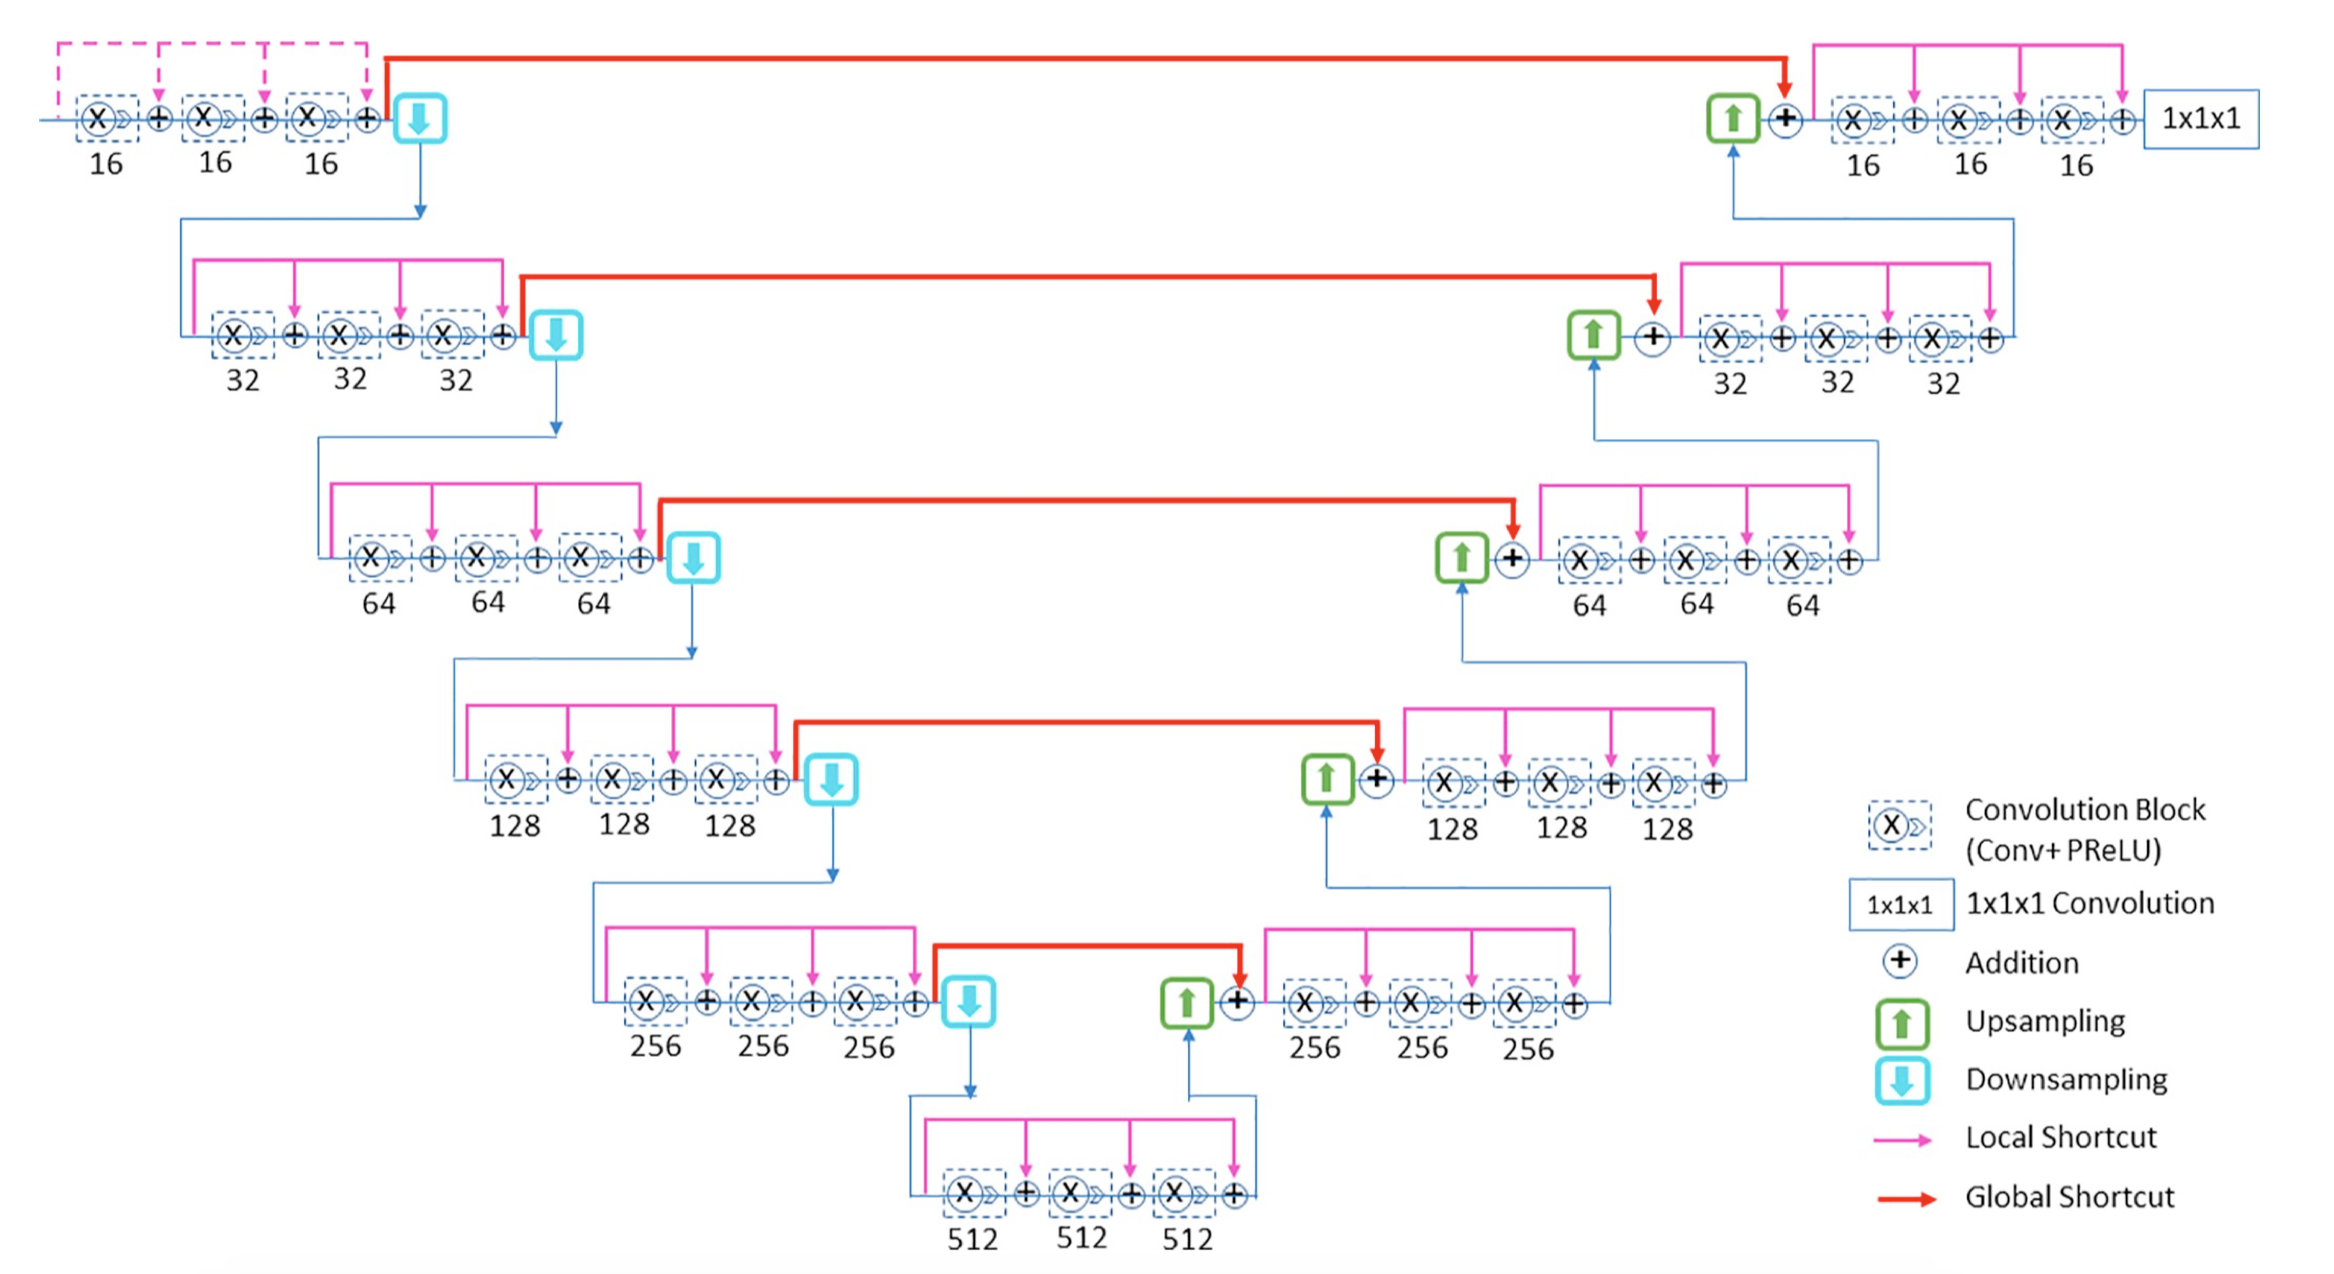 X X X X X X 1x1x1
16 16 16 16 16 16
X X X X X X
32 32 32 32 32 32
X X X X X X
64 64 64 64 64 64
X X X X X X
128 128 128 128 128 128
X X X X X X
256 256 256 256 256 256
X X X
512 512 512
X Convolution Block
(Conv+ PReLU)
1x1x1 1x1x1 Convolution
Addition
Upsampling
Downsampling
Local Shortcut
Global Shortcut